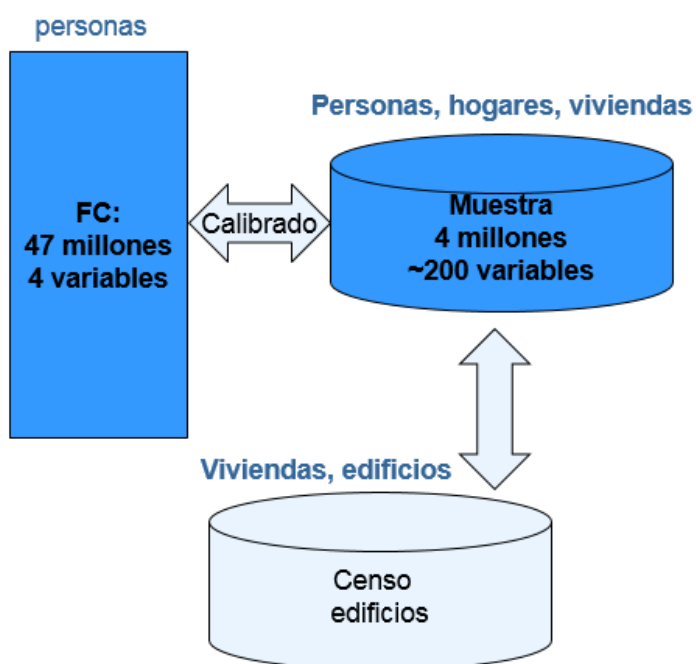 personas
Personas, hogares, viviendas
FC:
47 millones
4 variables
Calibrado
Muestra
4 millones
~200 variables
Viviendas, edificios
Censo
edificios